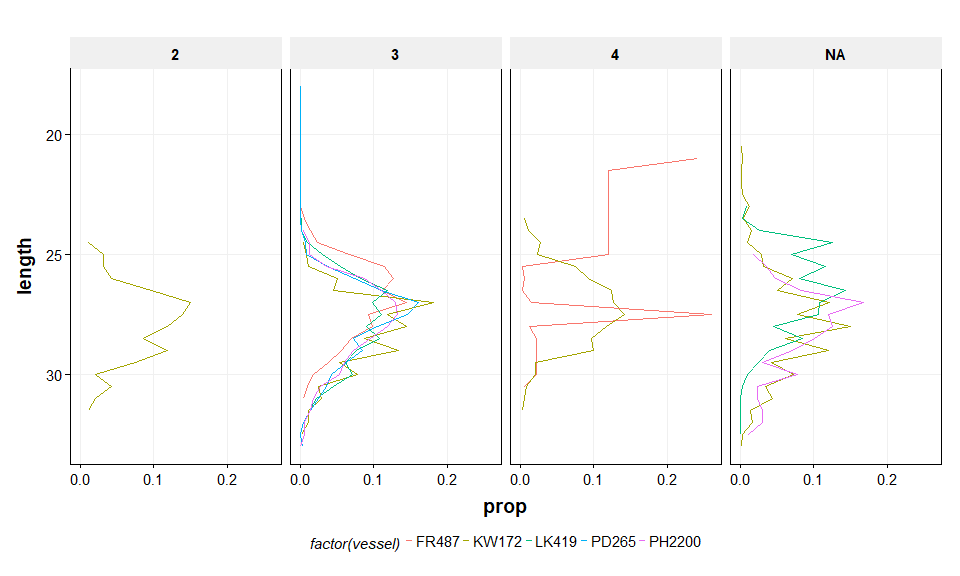 2 3 4 NA
length
20
25
30
0.0 0.1 0.2 0.0 0.1 0.2 0.0 0.1 0.2 0.0 0.1 0.2
prop
factor(vessel) FR487 KW172 LK419 PD265 PH2200